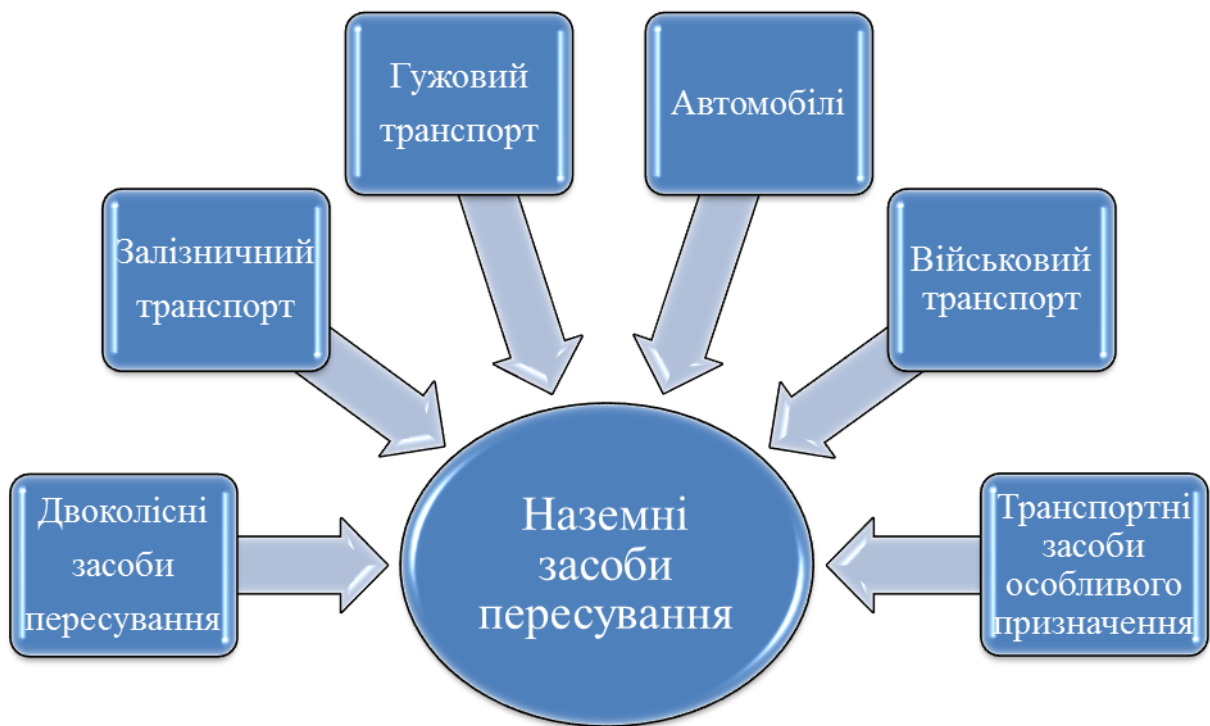 Гужовий
транспорт
Автомобілі
Залізничний
транспорт
Військовий
транспорт
Двоколісні
засоби
пересування
Наземні
засоби
пересування
Транспортні
засоби
особливого
призначення